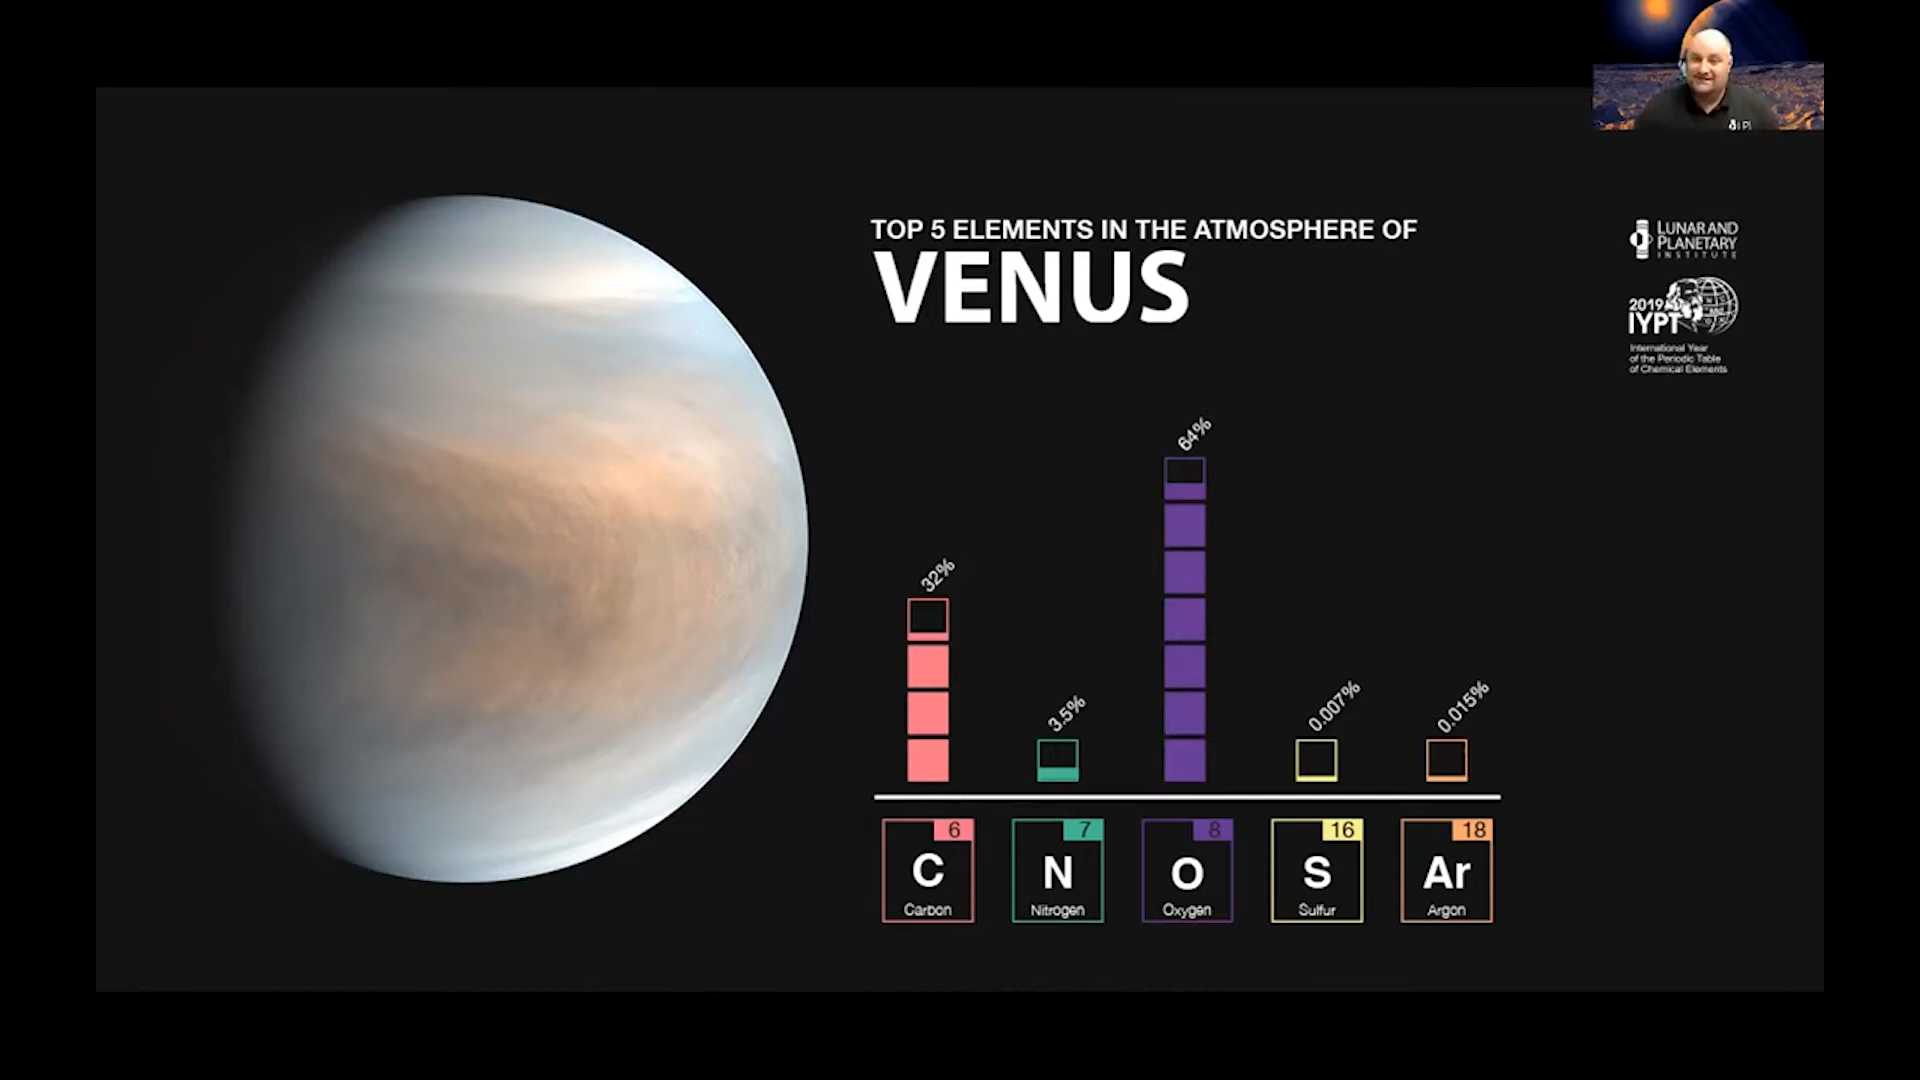 LPI
TOP 5 ELEMENTS IN THE ATMOSPHERE OF
VENUS
LUNAR AND
PLANETARY
INSTITUTE
2019
IYPT
International Year
of the Periodic Table
of Chemical Elements
32%
3.5%
64%
0.007%
0.015%
6
C
Carbon
7
N
Nitrogen
8
O
Oxygen
16
S
Sulfur
18
Ar
Argon